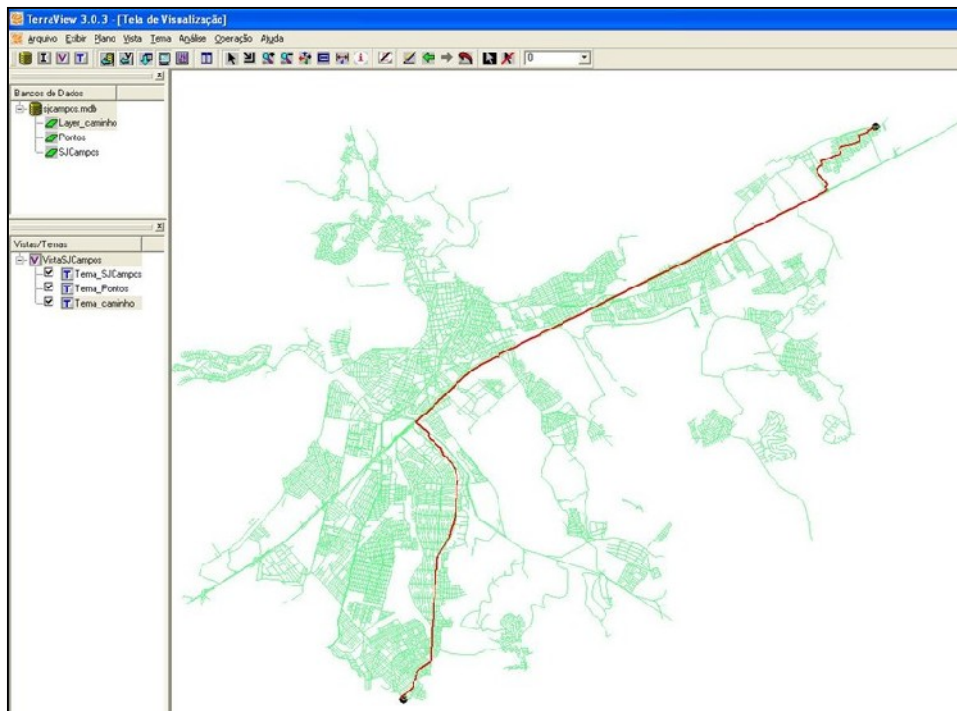 TerraView 3.0.3 - [Tela de Visualização]
Arquivo Exibir Plano Vista Tema Análise Operação Ajuda
0
Bancos de Dados
sjcampos.mdb
Layer_caminho
Pontos
SJCampos
Vistas/Temas
VistaSJCampos
Tema_SJCampos
Tema_Pontos
Tema_caminho